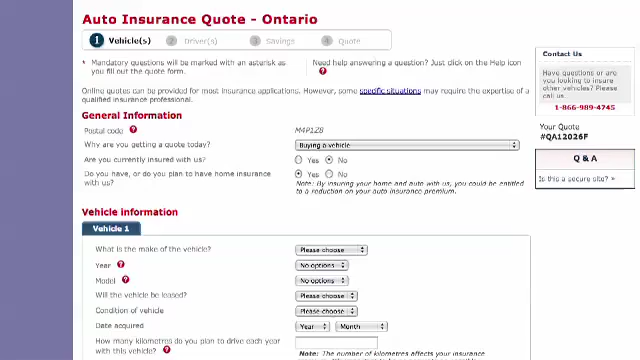 Auto Insurance Quote - Ontario
1 Vehicle(s) 2 Driver(s) 3 Savings 4 Quote
* Mandatory questions will be marked with an asterisk as
you fill out the quote form.
Need help answering a question? Just click on the Help icon
?
Online quotes can be provided for most insurance applications. However, some specific situations may require the expertise of a
qualified insurance professional.
General Information
Postal code ? M4P1Z8
Why are you getting a quote today? Buying a vehicle
Are you currently insured with us? Yes No
Do you have, or do you plan to have home insurance
with us?
Yes No
Note: By insuring your home and auto with us, you could be entitled
to a reduction on your auto insurance premium.
Vehicle information
Vehicle 1
What is the make of the vehicle? Please choose
Year ? No options
Model ? No options
Will the vehicle be leased? Please choose
Condition of vehicle Please choose
Date acquired Year Month
How many kilometres do you plan to drive each year
with this vehicle? ?
Note: The number of kilometres affects your insurance
Contact Us
Have questions or are
you looking to insure
other vehicles? Please
call us.
1-866-989-4745
Your Quote
#QA12026F
Q & A
Is this a secure site? »